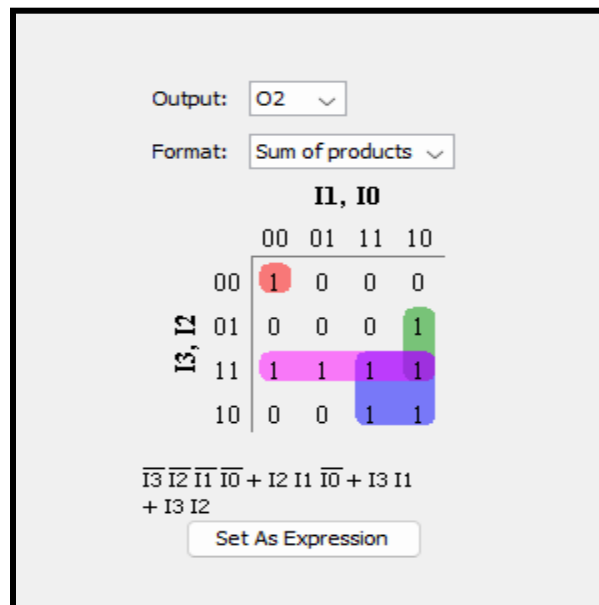 Output: O2
Format: Sum of products
I1, I0
00 01 11 10
00 1 0 0 0
I3, I2
01 0 0 0 1
11 1 1 1 1
10 0 0 1 1
I3̅ I2̅ I1̅ I0̅ + I2 I1 I0̅ + I3 I1
+ I3 I2
Set As Expression